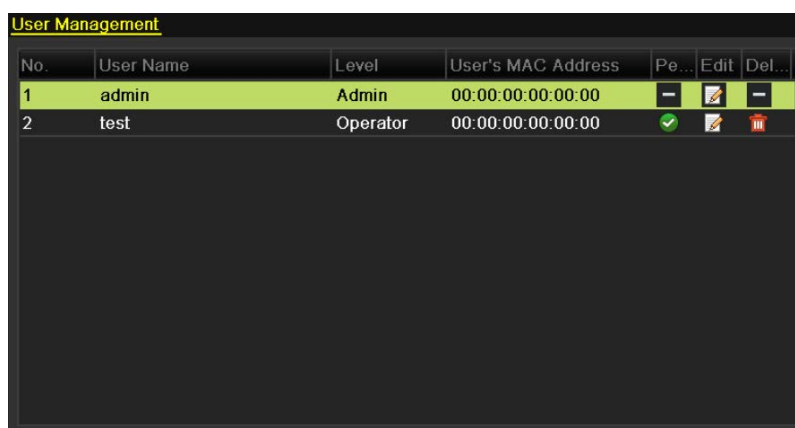 User Management
No. User Name Level User's MAC Address Pe... Edit Del...
1 admin Admin 00:00:00:00:00:00
2 test Operator 00:00:00:00:00:00